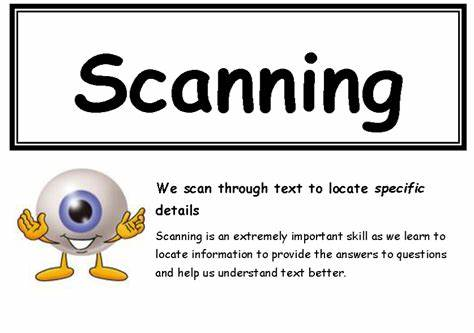 Scanning
We scan through text to locate specific
details
Scanning is an extremely important skill as we learn to
locate information to provide the answers to questions
and help us understand text better.